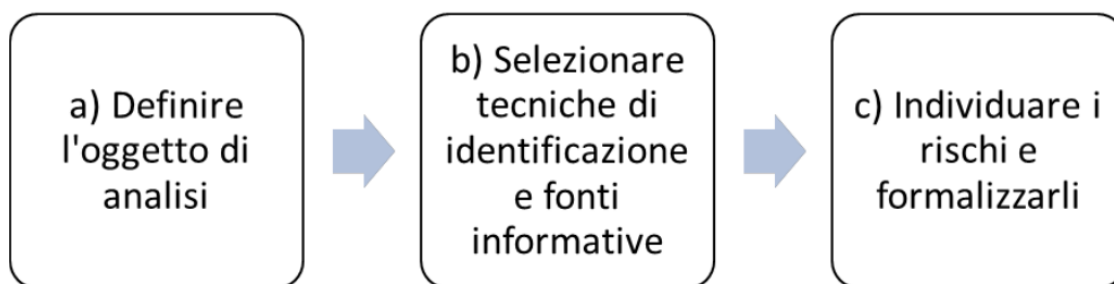 a) Definire
l'oggetto di
analisi
b) Selezionare
tecniche di
identificazione
e fonti
informative
c) Individuare i
rischi e
formalizzarli